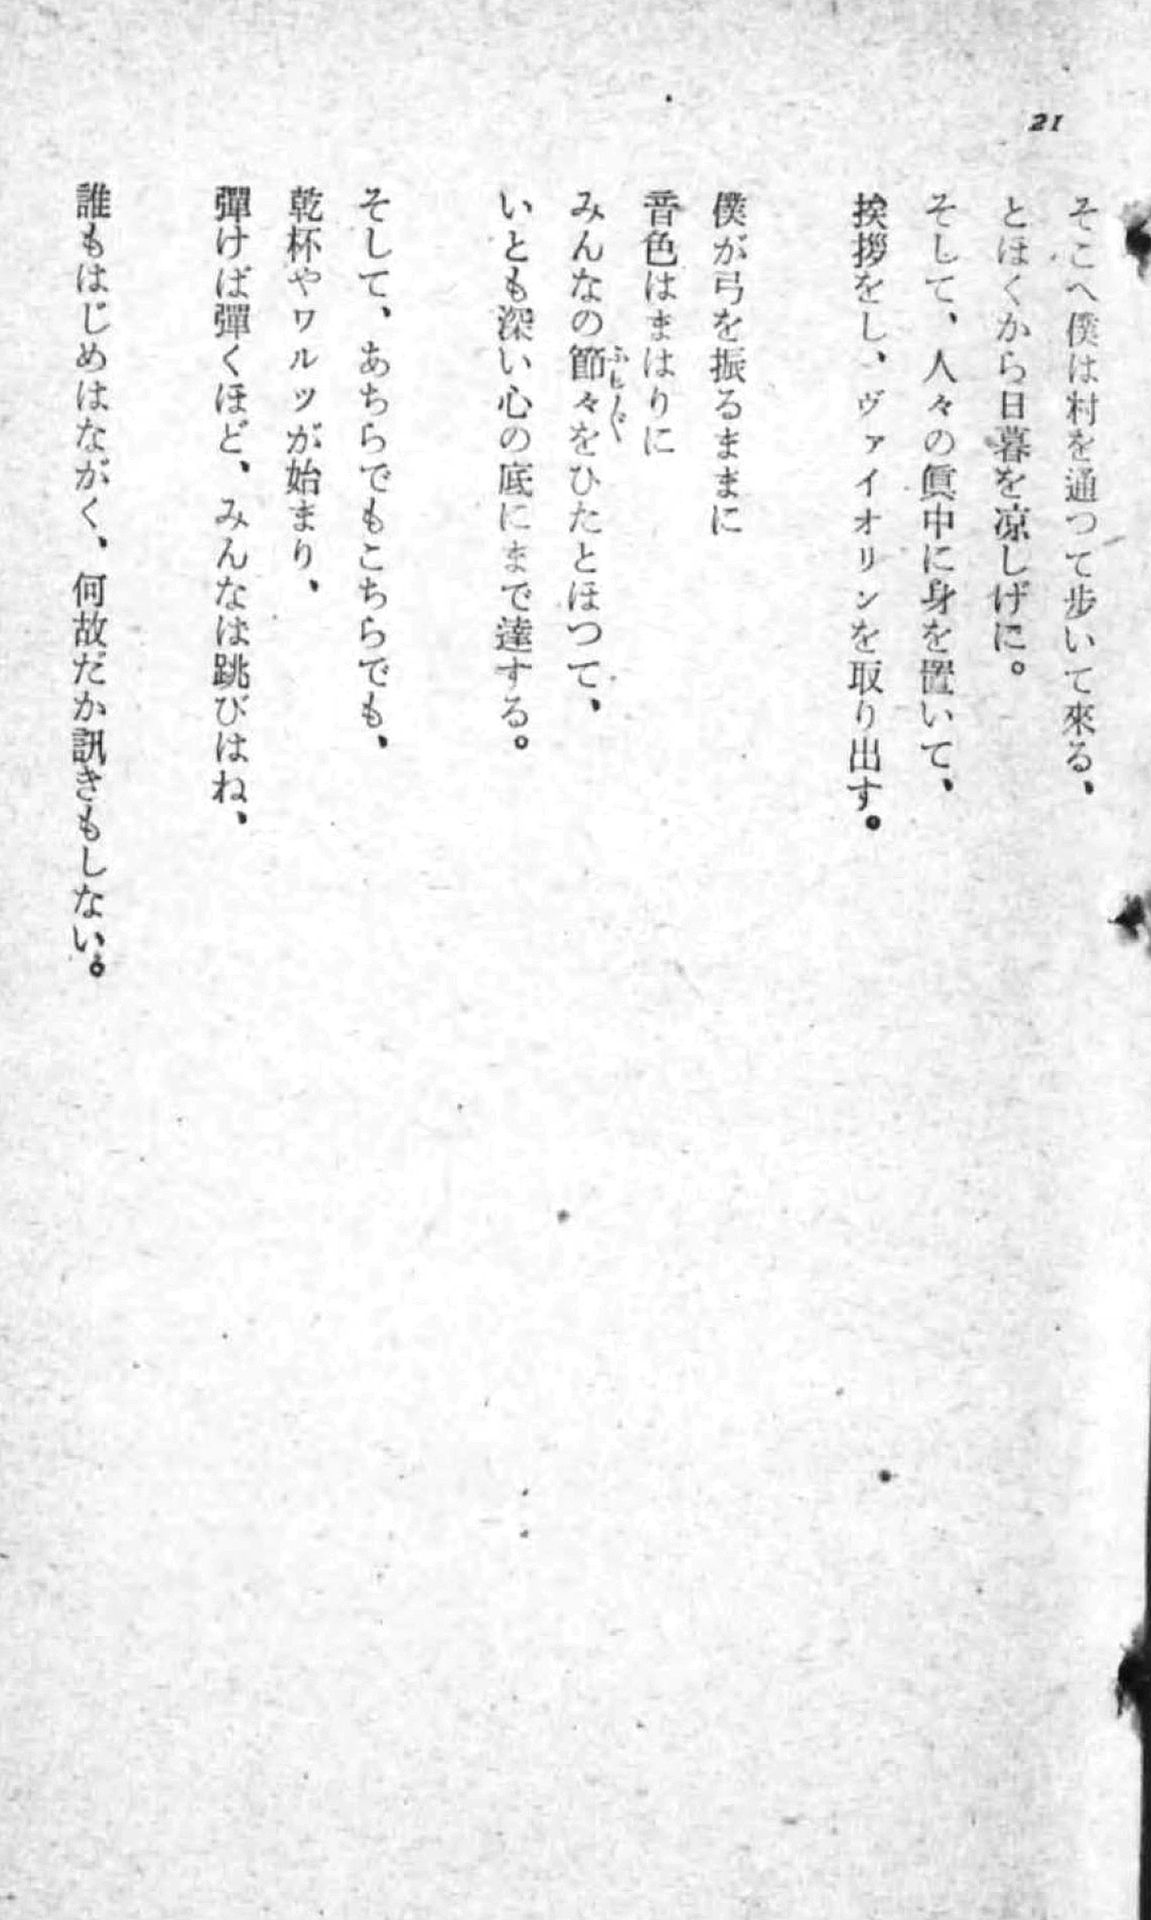 21
そこへ僕は村を通つて歩いて來る、
とほくから日暮を凉しげに。
そして、人々の眞中に身を置いて、
挨拶をし、ヴァイオリンを取り出す。
僕が弓を振るままに
音色はまはりに
みんなの節々をひたとほつて、
ふしぶし
いとも深い心の底にまで達する。
そして、あちらでもこちらでも、
乾杯やワルツが始まり、
彈けば彈くほど、みんなは跳びはね、
誰もはじめはながく、何故だか訊きもしない。